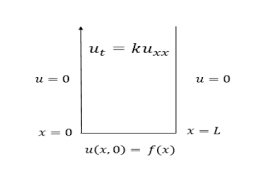 u_t = ku_xx
u = 0 u = 0
x = 0 x = L
u(x, 0) = f(x)